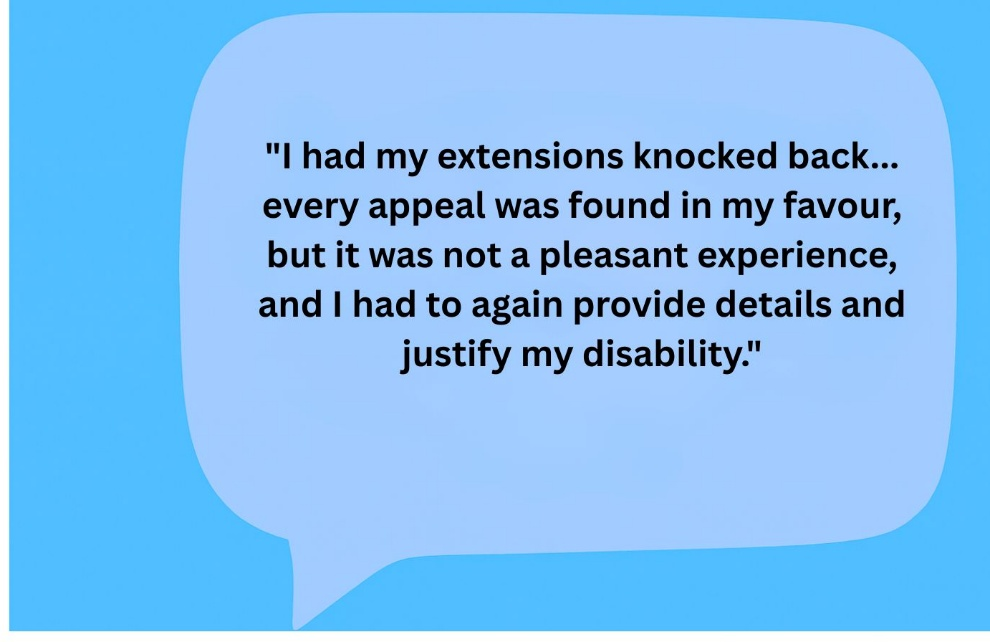 "I had my extensions knocked back...
every appeal was found in my favour,
but it was not a pleasant experience,
and I had to again provide details and
justify my disability."